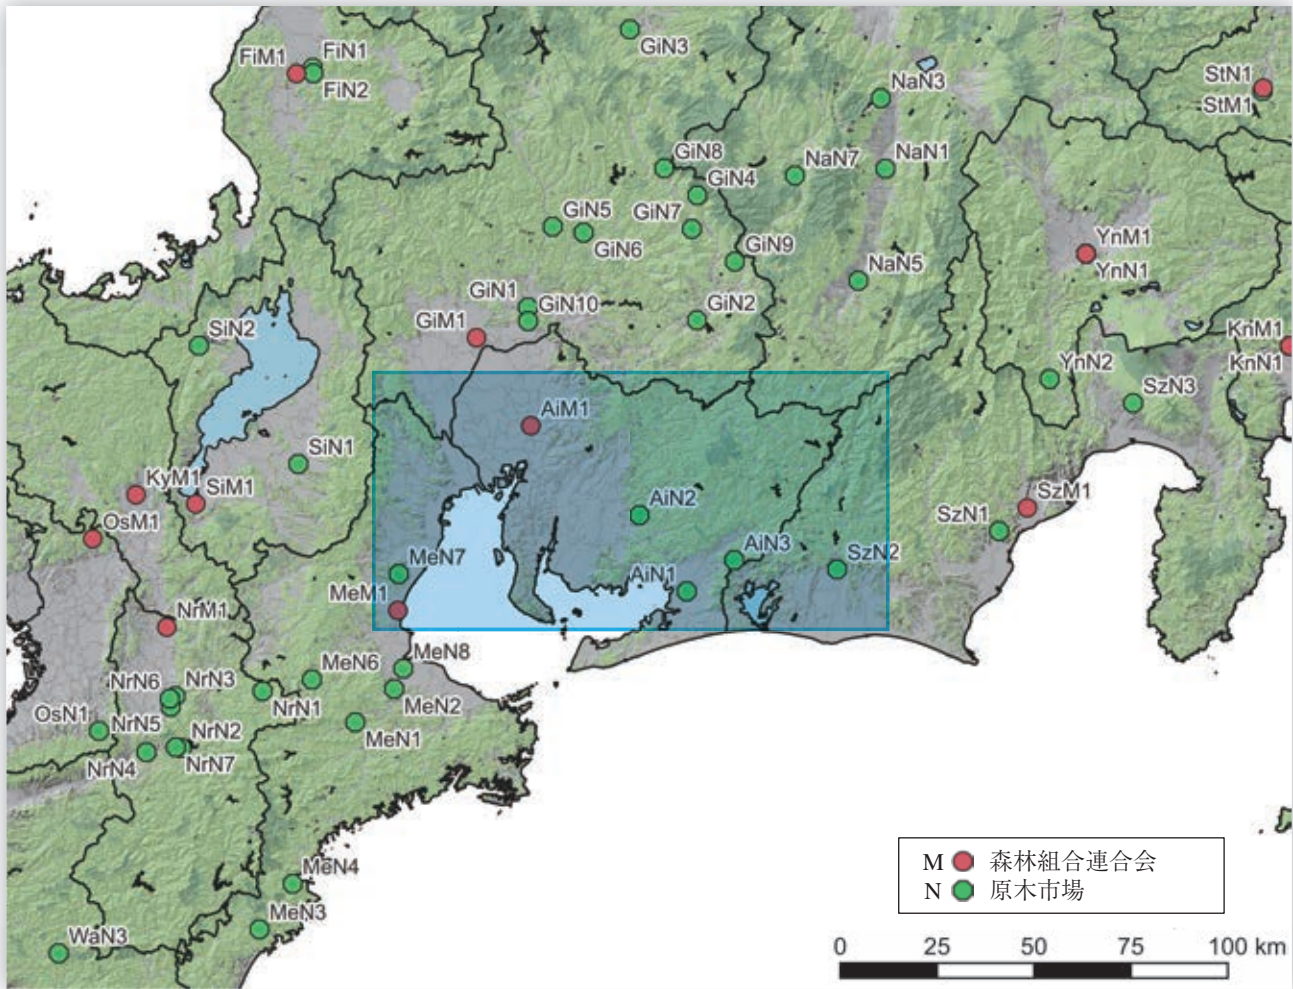 FiM1
FiN1
FiN2
GiN3
NaN3
StN1
StM1
GiN8
GiN4
NaN7
NaN1
GiN5
GiN7
GiN6
GiN9
YnM1
YnN1
NaN5
GiN1
GiN10
GiN2
GiM1
SiN2
KnM1
KnN1
YnN2
SzN3
AiM1
SiN1
KyM1
SiM1
OsM1
AiN2
SzM1
SzN1
AiN3
SzN2
MeN7
AiN1
MeM1
NrM1
MeN8
MeN6
NrN6
NrN3
NrN1
MeN2
OsN1
NrN5
NrN2
MeN1
NrN4
NrN7
MeN4
MeN3
WaN3
M 森林組合連合会
N 原木市場
0 25 50 75 100 km